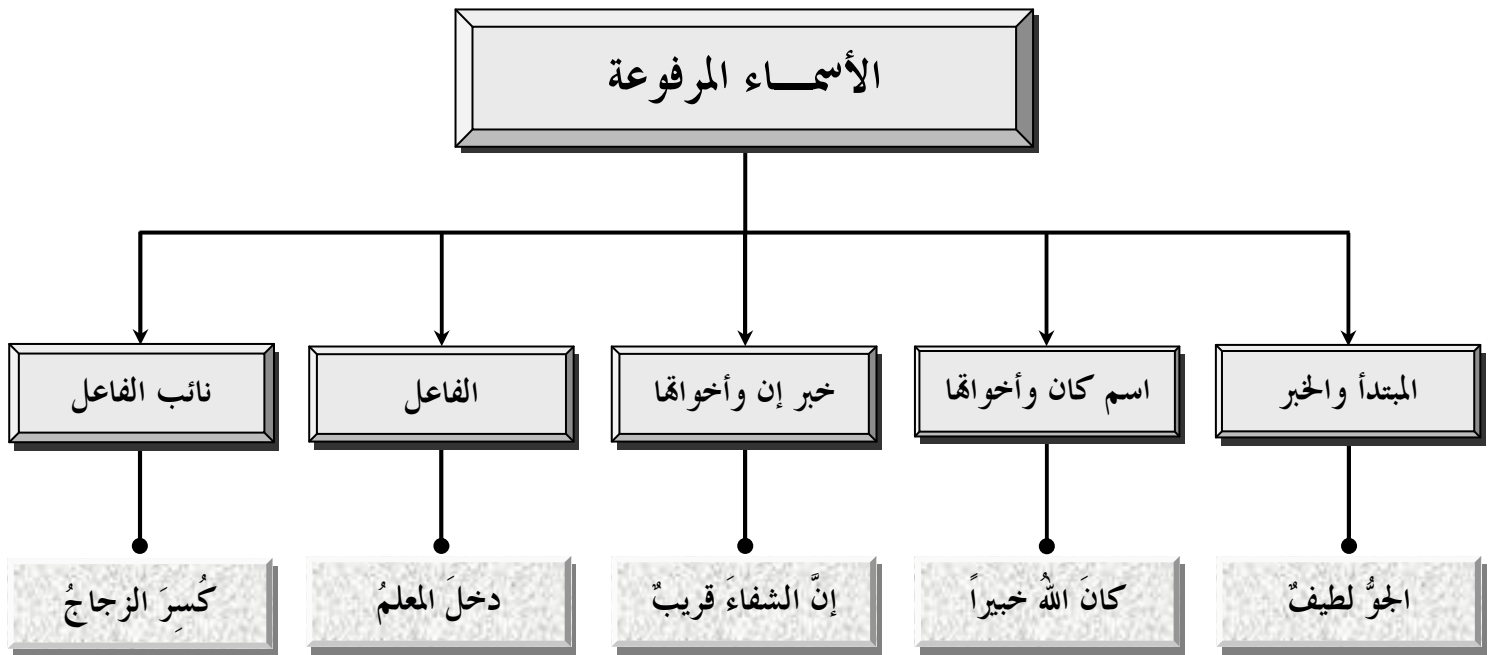 الأسمـــاء المرفوعة
المبتدأ والخبر
اسم كان وأخواتها
خبر إن وأخواتها
الفاعل
نائب الفاعل
الجوُّ لطيفٌ
كانَ اللهُ خبيراً
إنَّ الشفاءَ قريبٌ
دخلَ المعلمُ
كُسِرَ الزجاجُ